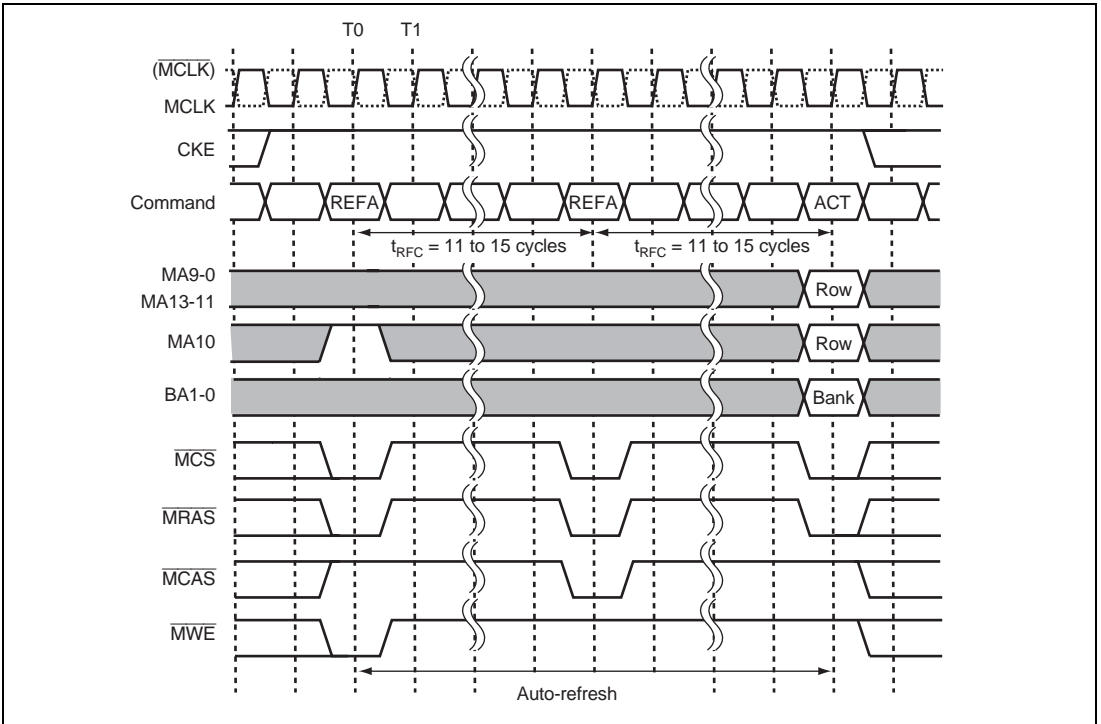 T0 T1
(MCLK)
MCLK
CKE
Command REFA REFA ACT
tRFC = 11 to 15 cycles tRFC = 11 to 15 cycles
MA9-0
MA13-11 Row
MA10 Row
BA1-0 Bank
MCS
MRAS
MCAS
MWE
Auto-refresh